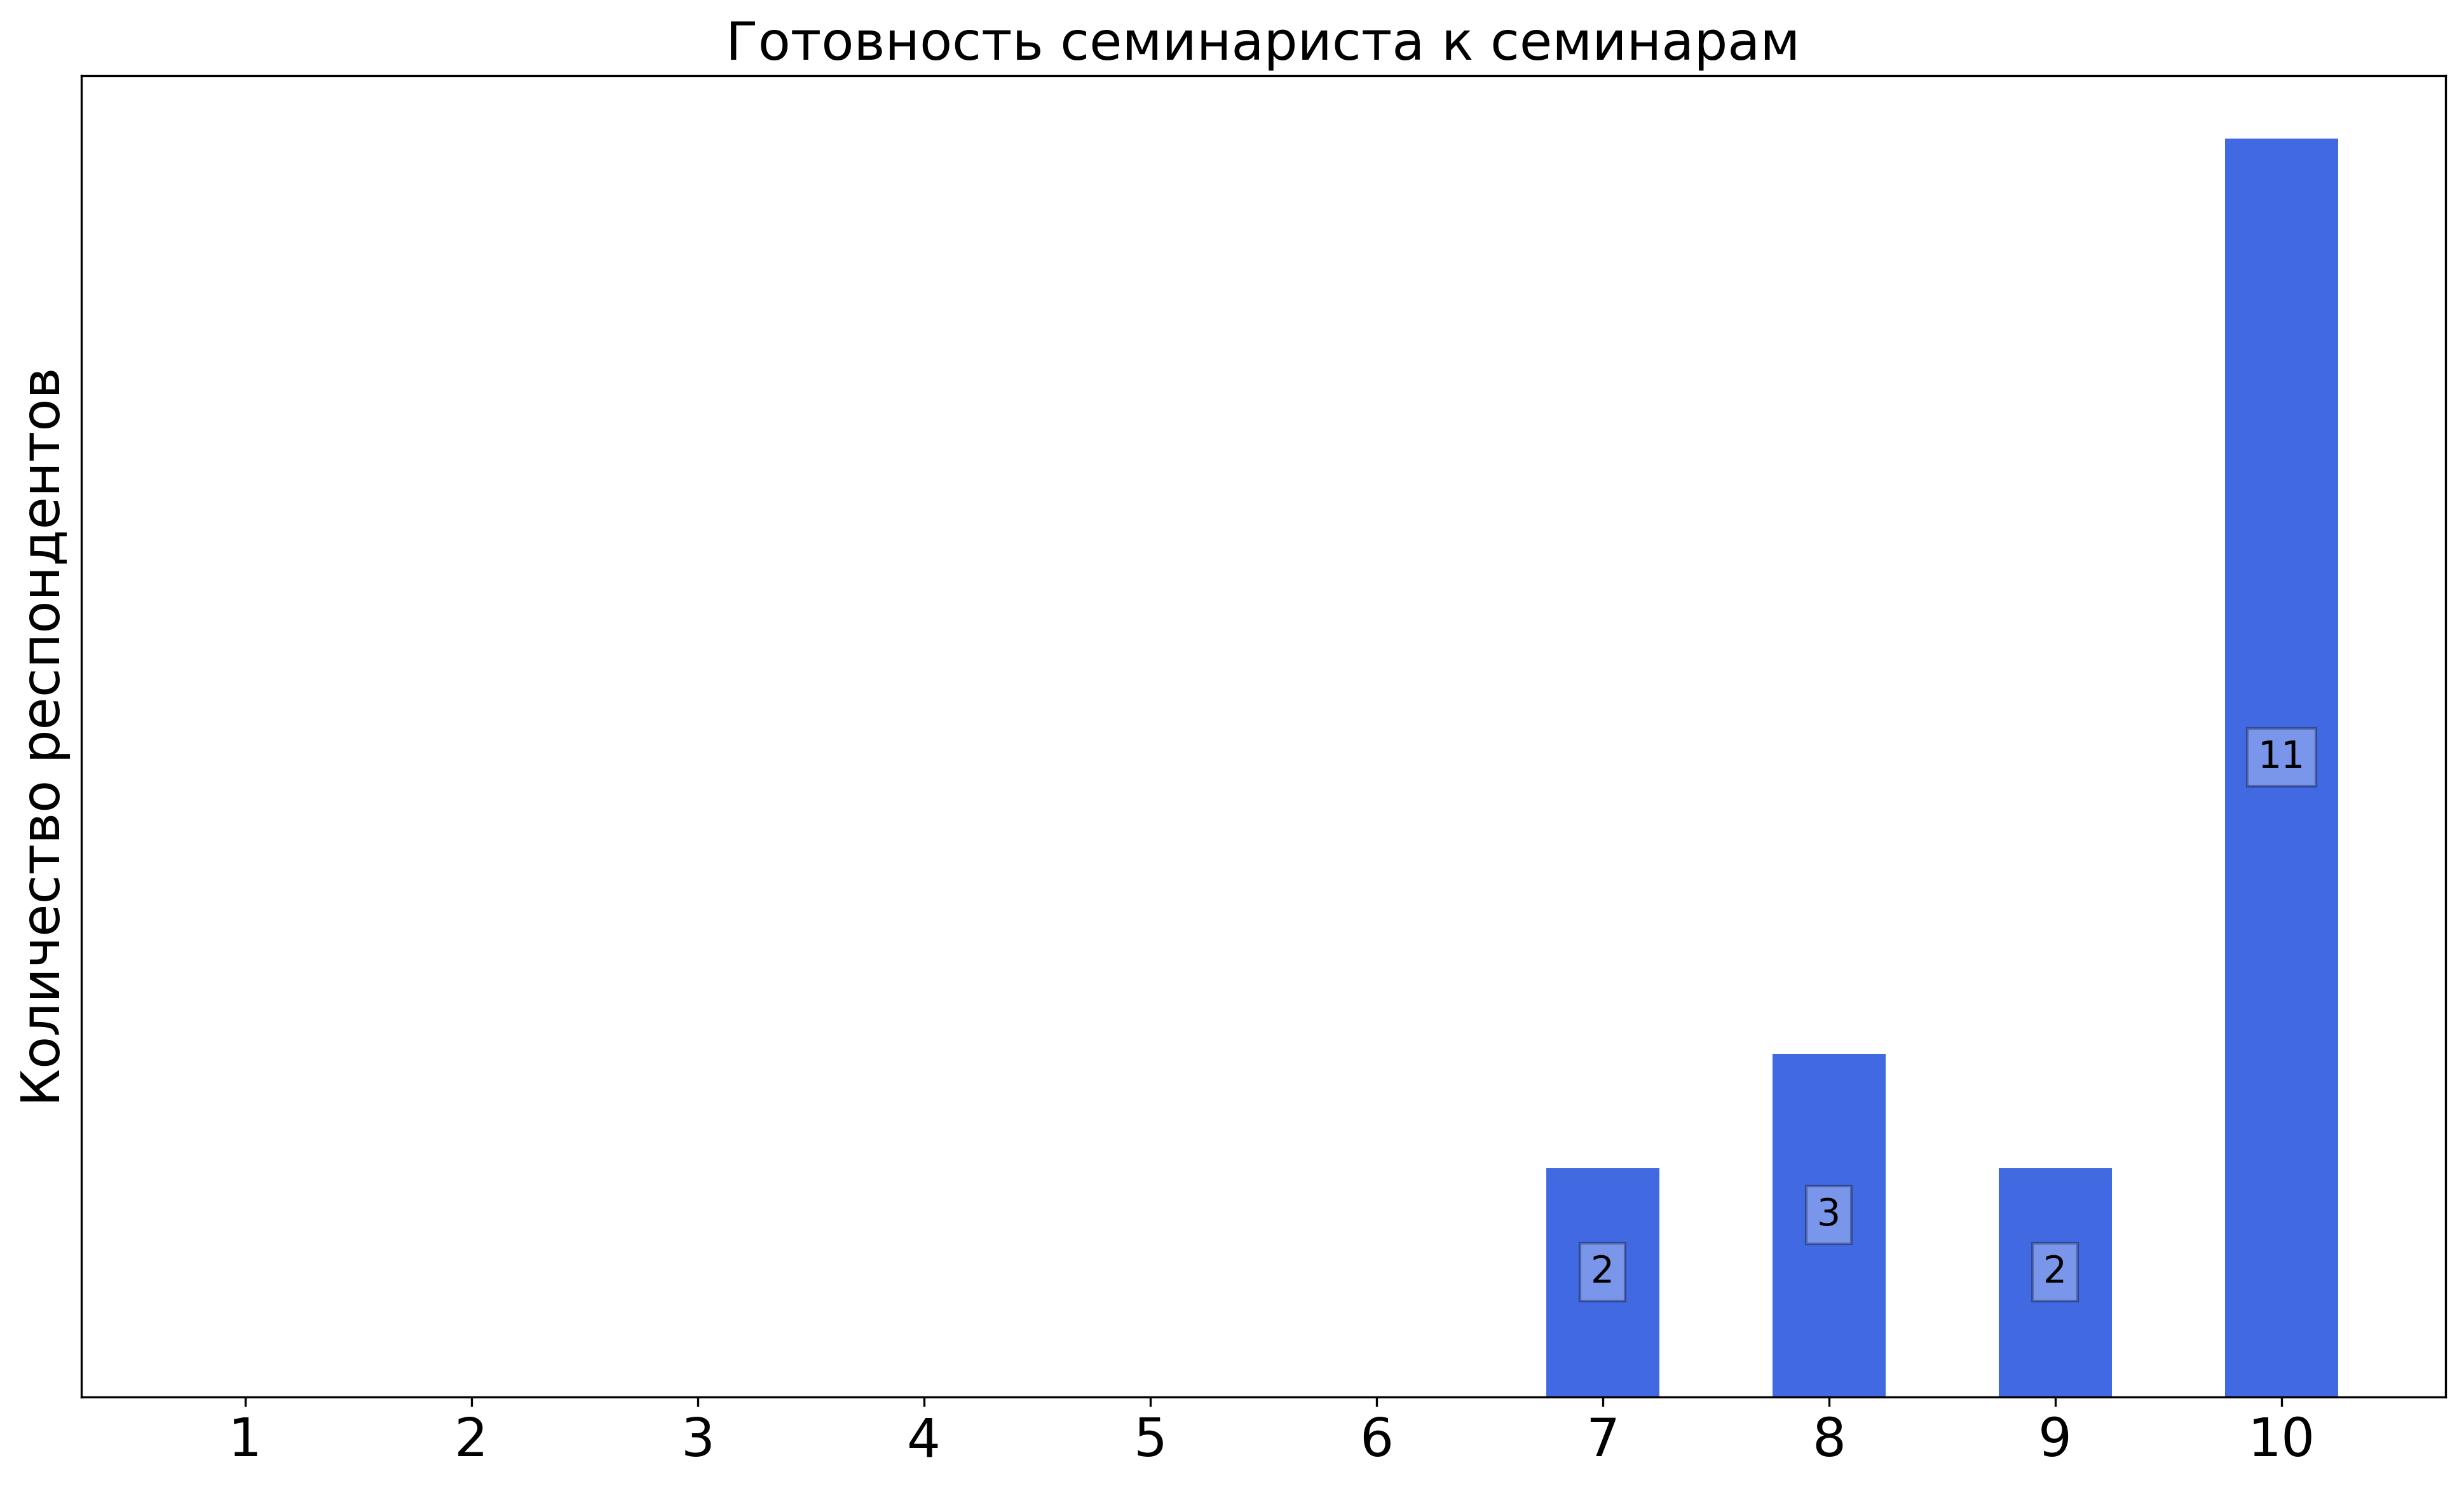 Готовность семинариста к семинарам
Количество респондентов
11
3
2
2
1 2 3 4 5 6 7 8 9 10